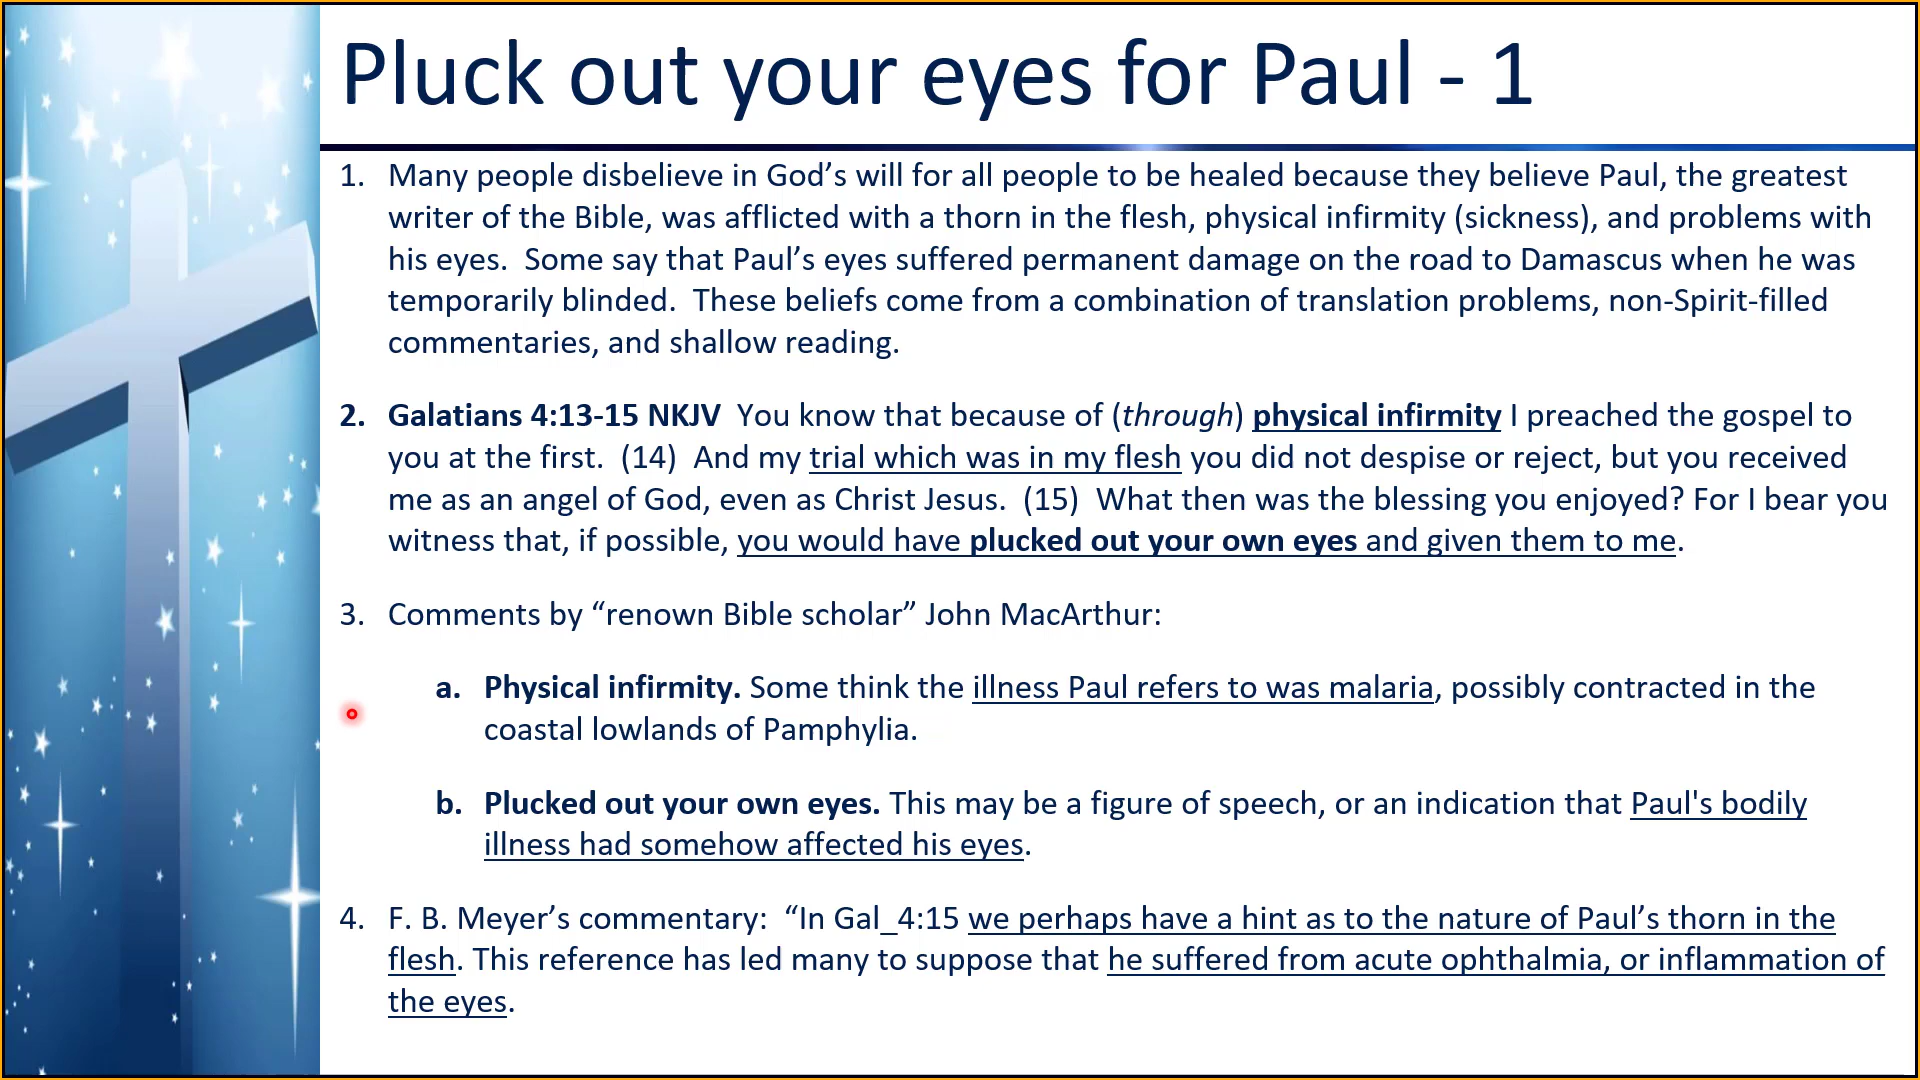 Pluck out your eyes for Paul - 1
1. Many people disbelieve in God’s will for all people to be healed because they believe Paul, the greatest
writer of the Bible, was afflicted with a thorn in the flesh, physical infirmity (sickness), and problems with
his eyes.  Some say that Paul’s eyes suffered permanent damage on the road to Damascus when he was
temporarily blinded.  These beliefs come from a combination of translation problems, non-Spirit-filled
commentaries, and shallow reading.
2. Galatians 4:13-15 NKJV  You know that because of (through) physical infirmity I preached the gospel to
you at the first.  (14)  And my trial which was in my flesh you did not despise or reject, but you received
me as an angel of God, even as Christ Jesus.  (15)  What then was the blessing you enjoyed? For I bear you
witness that, if possible, you would have plucked out your own eyes and given them to me.
3. Comments by “renown Bible scholar” John MacArthur:
a. Physical infirmity. Some think the illness Paul refers to was malaria, possibly contracted in the
coastal lowlands of Pamphylia.
b. Plucked out your own eyes. This may be a figure of speech, or an indication that Paul's bodily
illness had somehow affected his eyes.
4. F. B. Meyer’s commentary:  “In Gal_4:15 we perhaps have a hint as to the nature of Paul’s thorn in the
flesh. This reference has led many to suppose that he suffered from acute ophthalmia, or inflammation of
the eyes.